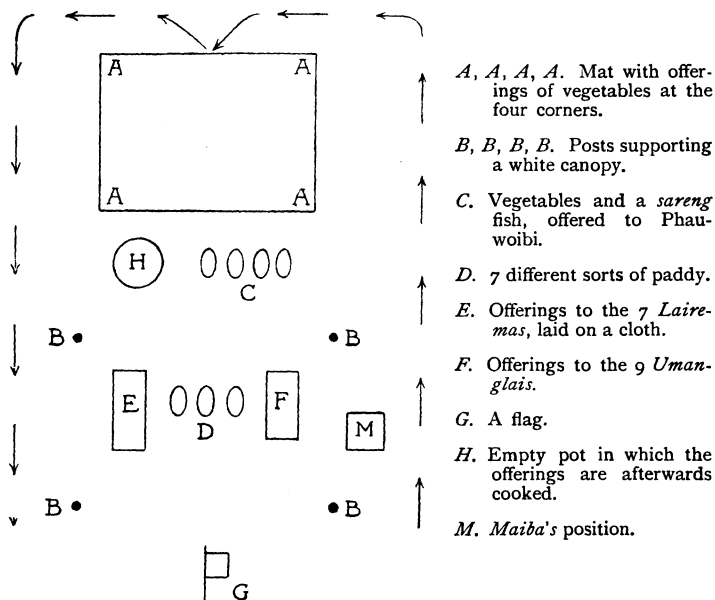 A A
A A
H
C
B B
E F
D
M
B B
G
A, A, A, A. Mat with offer-
ings of vegetables at the
four corners.
B, B, B, B. Posts supporting
a white canopy.
C. Vegetables and a sareng
fish, offered to Phau-
woibi.
D. 7 different sorts of paddy.
E. Offerings to the 7 Laire-
mas, laid on a cloth.
F. Offerings to the 9 Uman-
glais.
G. A flag.
H. Empty pot in which the
offerings are afterwards
cooked.
M. Maiba's position.